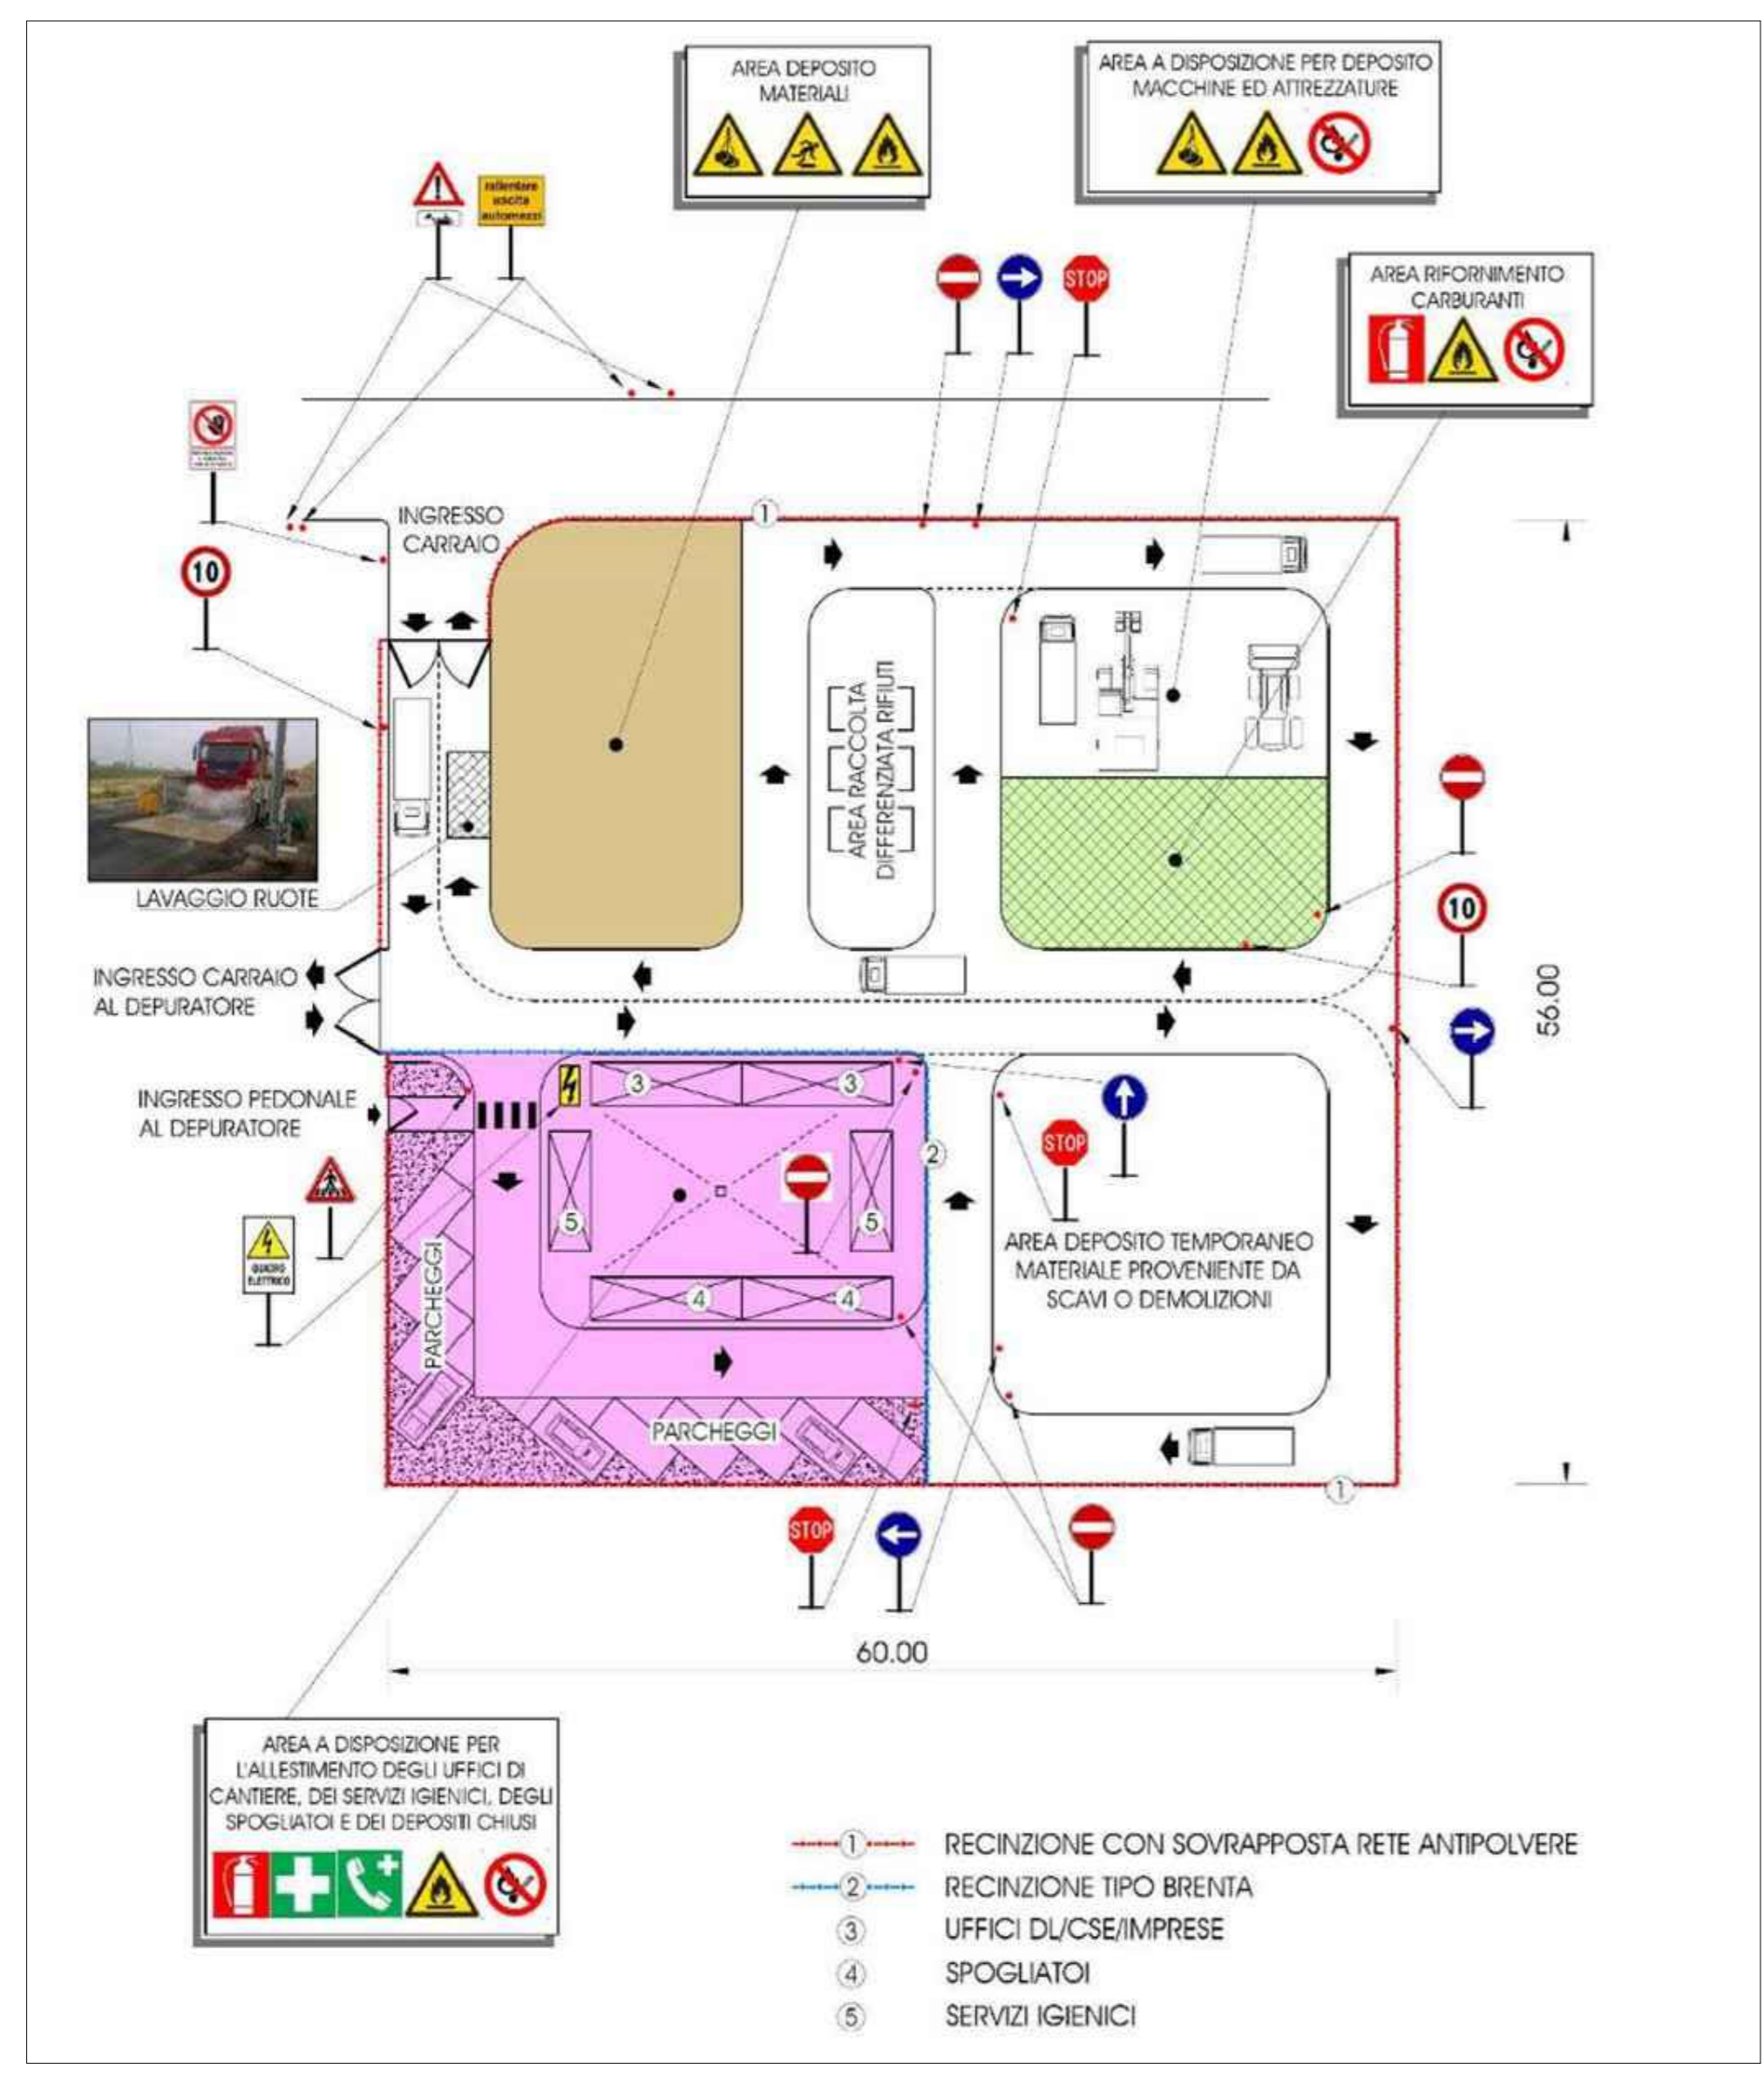 AREA DEPOSITO
MATERIALI
AREA A DISPOSIZIONE PER DEPOSITO
MACCHINE ED ATTREZZATURE
rallentare
uscita
automezzi
STOP
AREA RIFORNIMENTO
CARBURANTI
INGRESSO
CARRAIO
1
10
AREA RACCOLTA
DIFFERENZIATA RIFIUTI
LAVAGGIO RUOTE
10
INGRESSO CARRAIO
AL DEPURATORE
56.00
INGRESSO PEDONALE
AL DEPURATORE
3
3
STOP
2
5
5
QUADRO
ELETTRICO
PARCHEGGI
4
4
AREA DEPOSITO TEMPORANEO
MATERIALE PROVENIENTE DA
SCAVI O DEMOLIZIONI
PARCHEGGI
1
STOP
60.00
AREA A DISPOSIZIONE PER
L'ALLESTIMENTO DEGLI UFFICI DI
CANTIERE, DEI SERVIZI IGIENICI, DEGLI
SPOGLIATOI E DEI DEPOSITI CHIUSI
1 RECINZIONE CON SOVRAPPOSTA RETE ANTIPOLVERE
2 RECINZIONE TIPO BRENTA
3 UFFICI DL/CSE/IMPRESE
4 SPOGLIATOI
5 SERVIZI IGIENICI